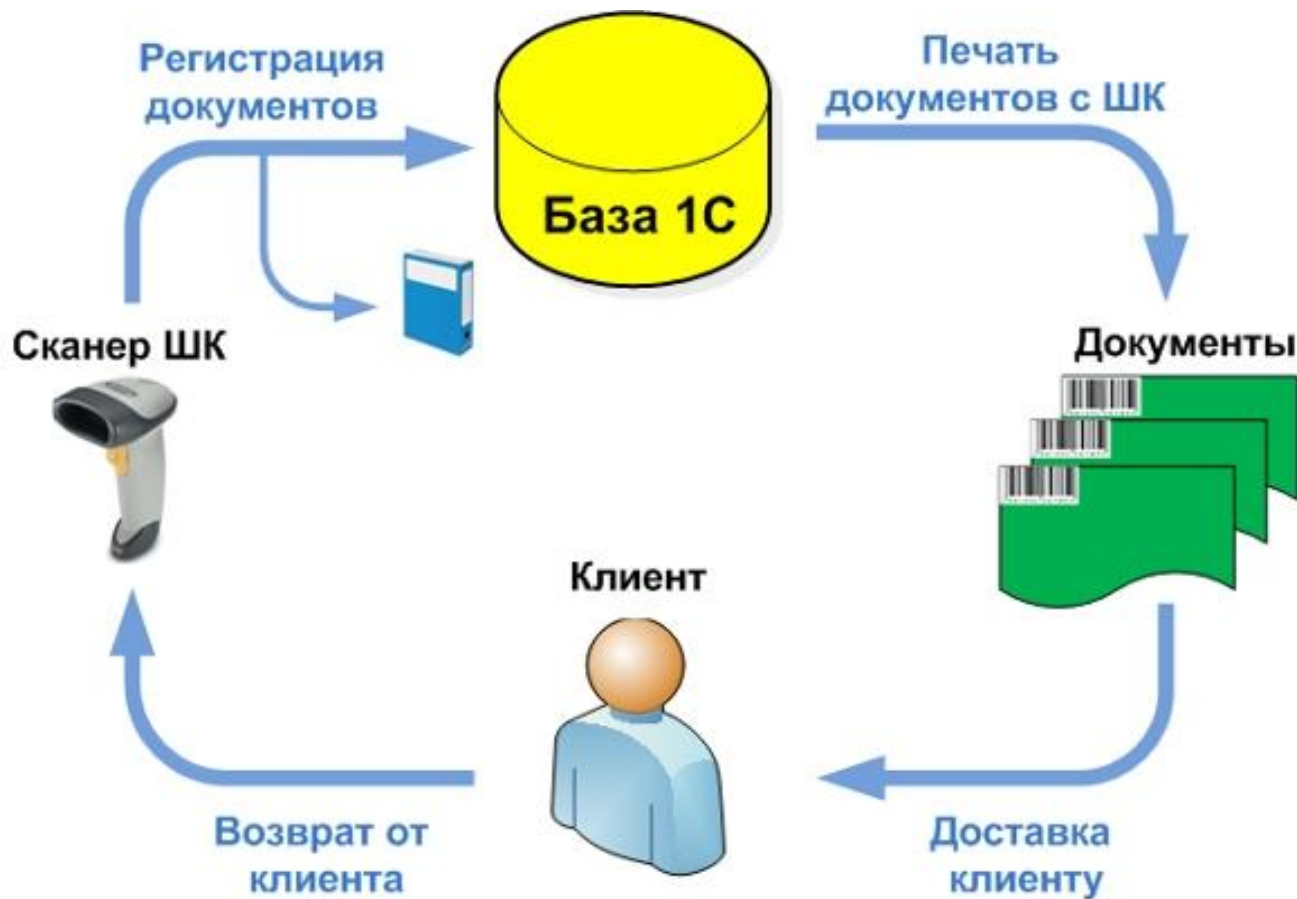 Регистрация
документов
Печать
документов с ШК
База 1С
Сканер ШК
Документы
Клиент
Возврат от
клиента
Доставка
клиенту